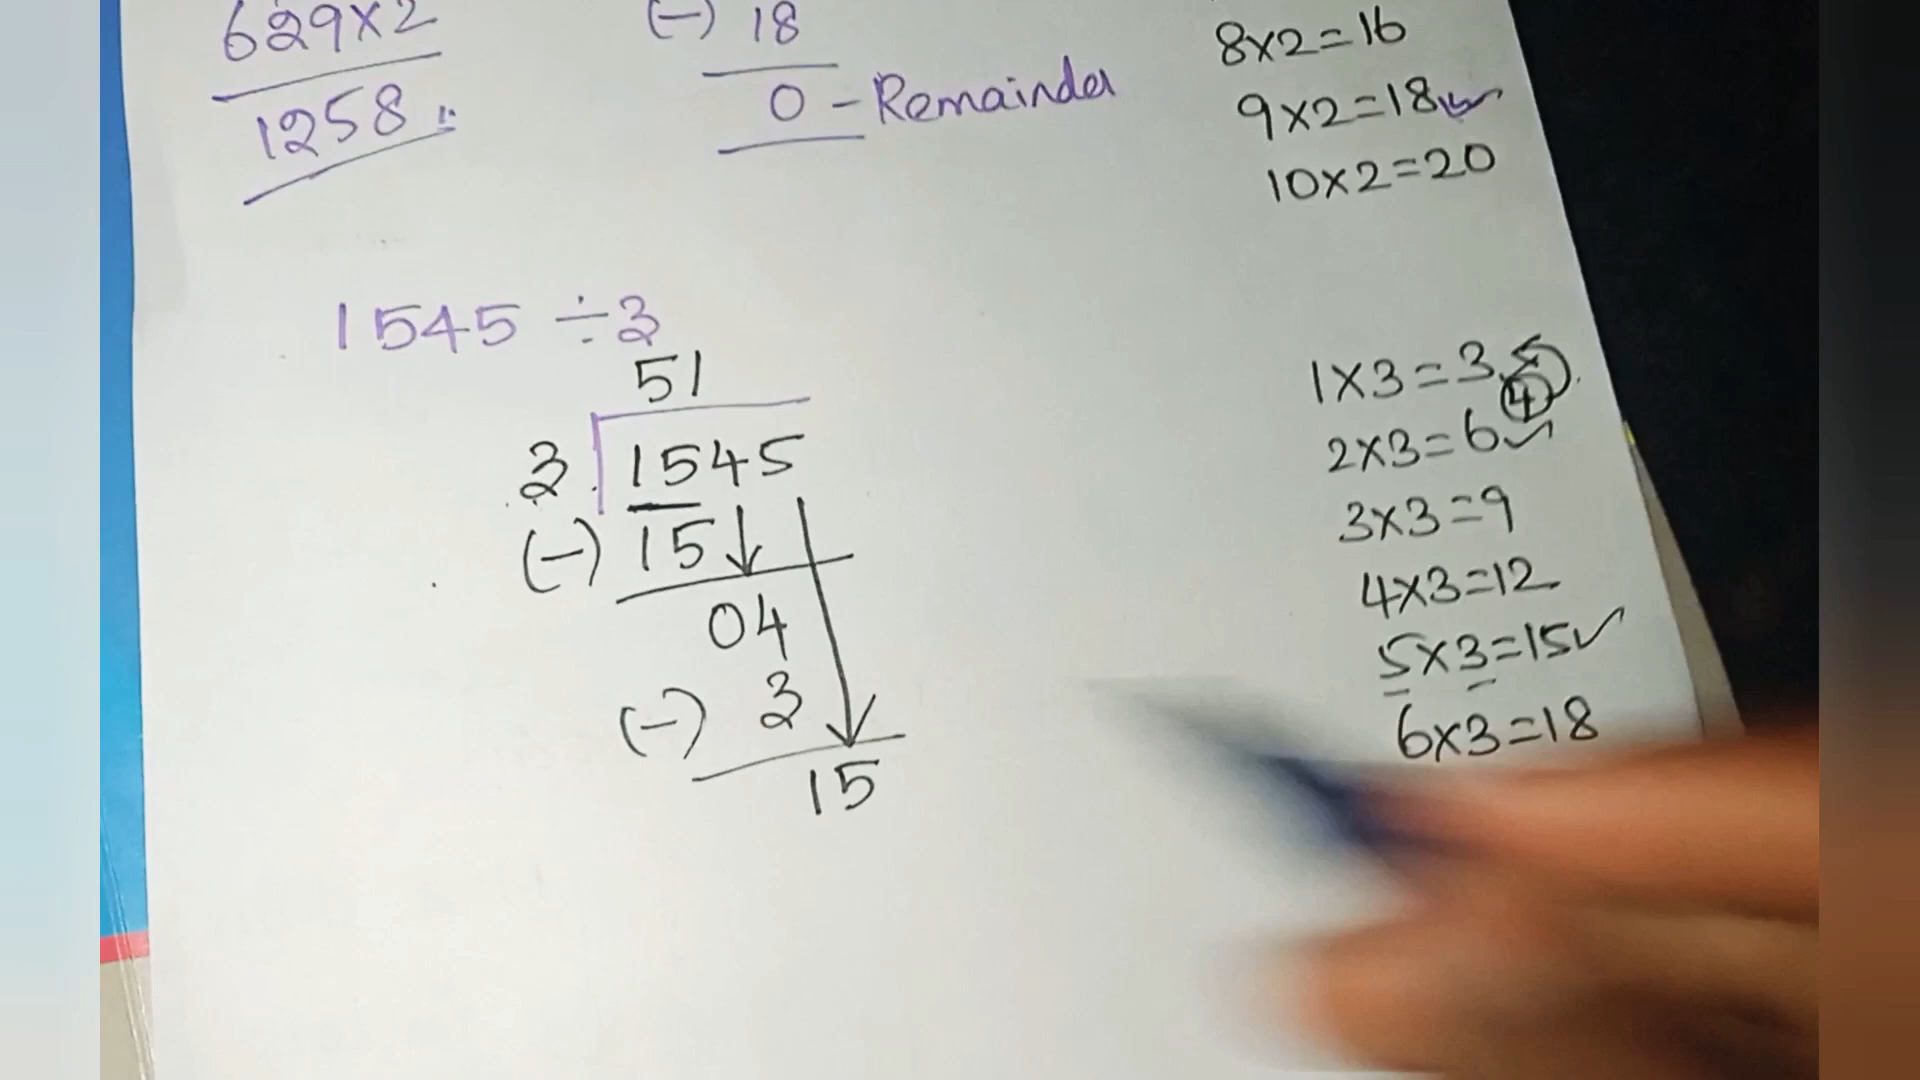 629x2
1258
(-) 18
0 - Remainder
8x2=16
9x2=18
10x2=20
1545 ÷3
51
3 1545
(-) 15
04
(-) 3
15
1x3=3
4
2x3=6
3x3=9
4x3=12
5x3=15
6x3=18